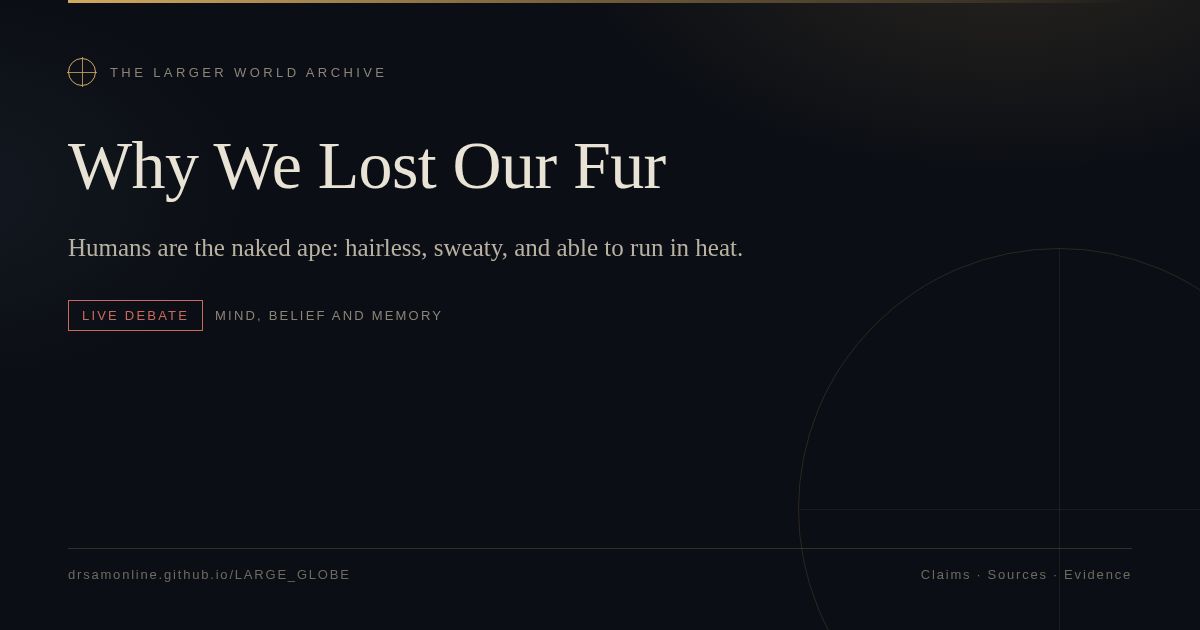 THE LARGER WORLD ARCHIVE
Why We Lost Our Fur
Humans are the naked ape: hairless, sweaty, and able to run in heat.
LIVE DEBATE MIND, BELIEF AND MEMORY
drsamonline.github.io/LARGE_GLOBE
Claims · Sources · Evidence